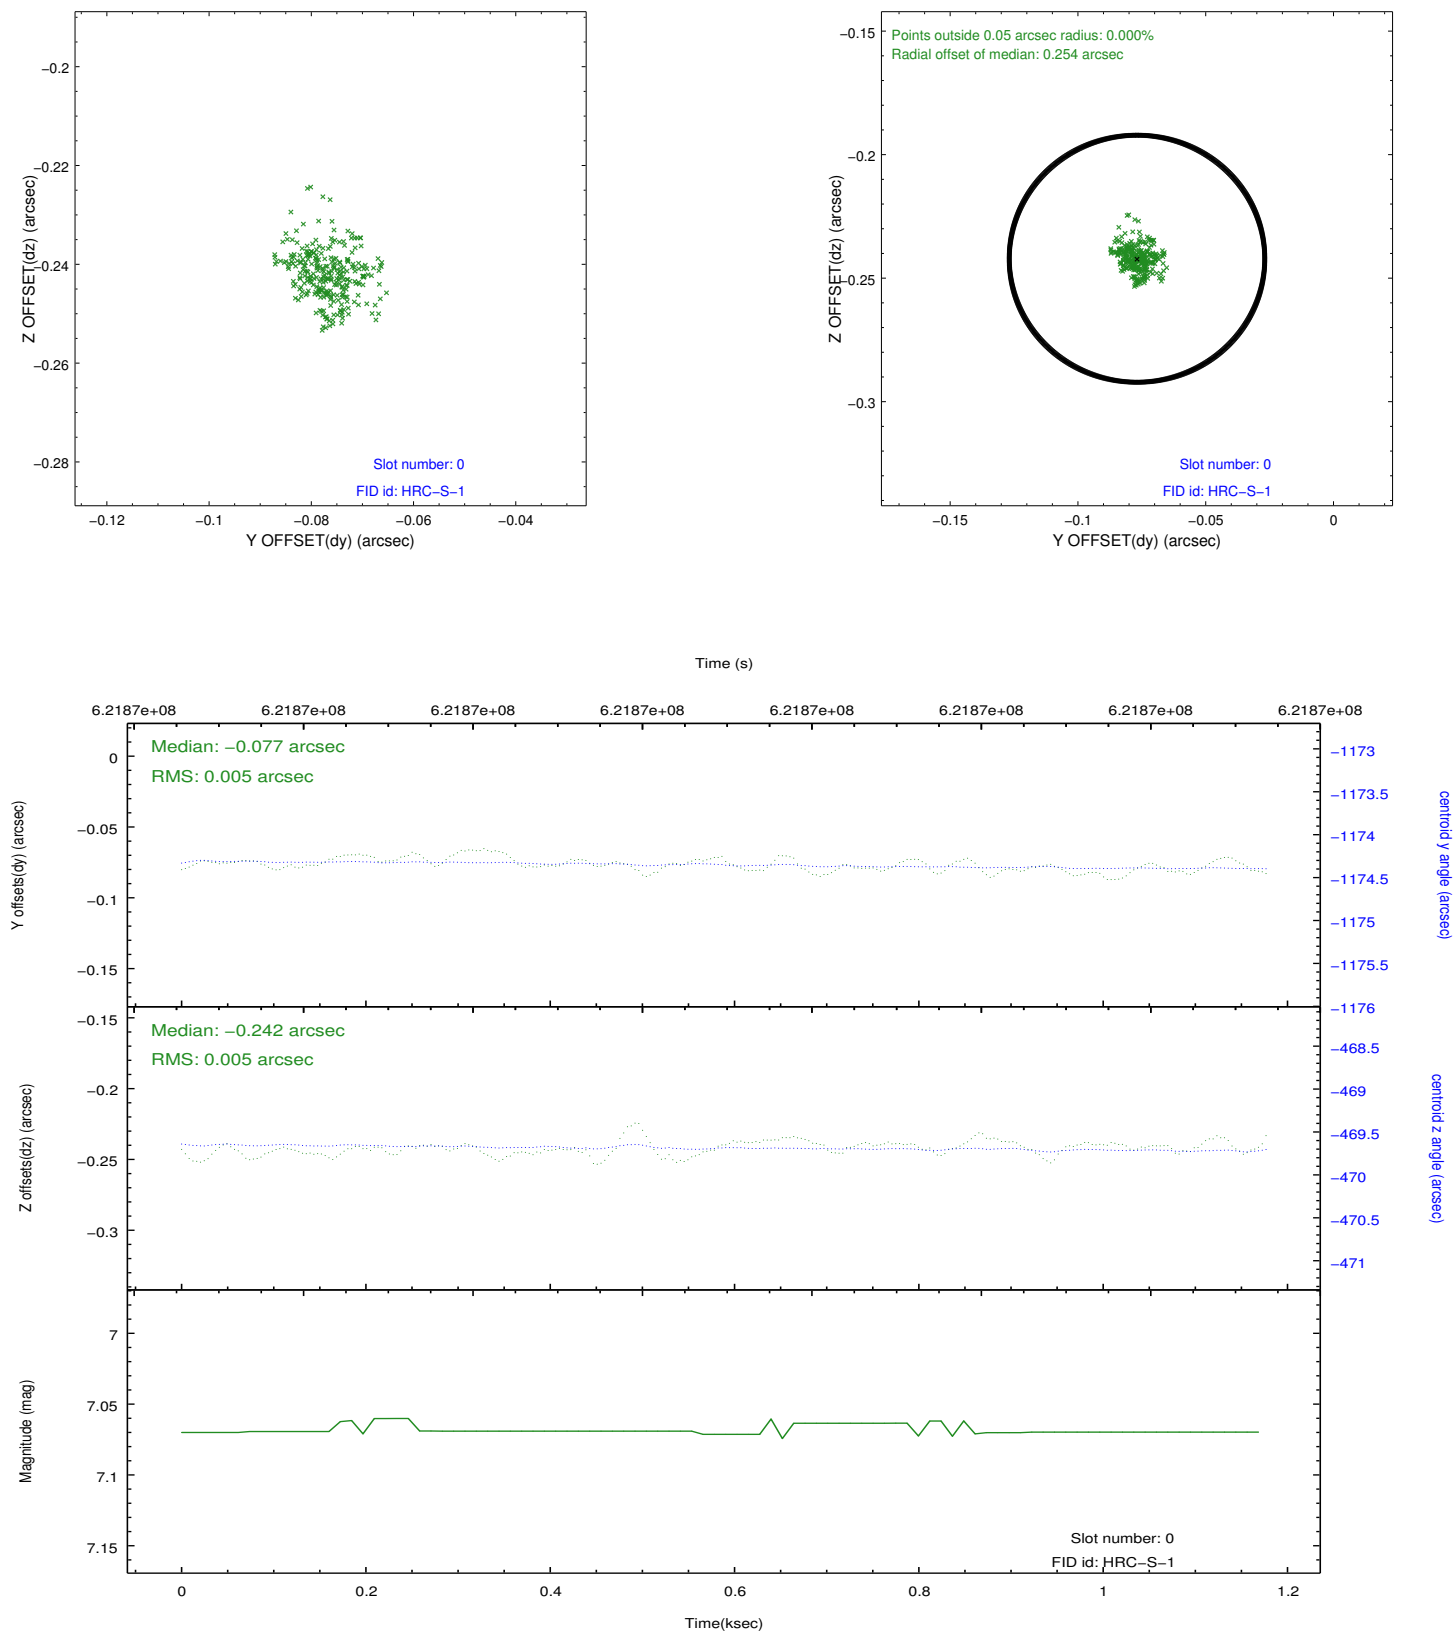 −0.2
−0.22
−0.24
−0.26
−0.28
Z OFFSET(dz) (arcsec)
Slot number: 0
FID id: HRC−S−1
−0.12 −0.1 −0.08 −0.06 −0.04
Y OFFSET(dy) (arcsec)
Points outside 0.05 arcsec radius: 0.000%
Radial offset of median: 0.254 arcsec
−0.15
−0.2
−0.25
−0.3
Z OFFSET(dz) (arcsec)
Slot number: 0
FID id: HRC−S−1
−0.15 −0.1 −0.05 0
Y OFFSET(dy) (arcsec)
Time (s)
6.2187e+08 6.2187e+08 6.2187e+08 6.2187e+08 6.2187e+08 6.2187e+08 6.2187e+08 6.2187e+08
Median: −0.077 arcsec
RMS: 0.005 arcsec
0
−0.05
−0.1
−0.15
Y offsets(dy) (arcsec)
−1173
−1173.5
−1174
−1174.5
−1175
−1175.5
−1176
centroid y angle (arcsec)
Median: −0.242 arcsec
RMS: 0.005 arcsec
−0.15
−0.2
−0.25
−0.3
Z offsets(dz) (arcsec)
−468.5
−469
−469.5
−470
−470.5
−471
centroid z angle (arcsec)
7
7.05
7.1
7.15
Magnitude (mag)
Slot number: 0
FID id: HRC−S−1
0 0.2 0.4 0.6 0.8 1 1.2
Time(ksec)